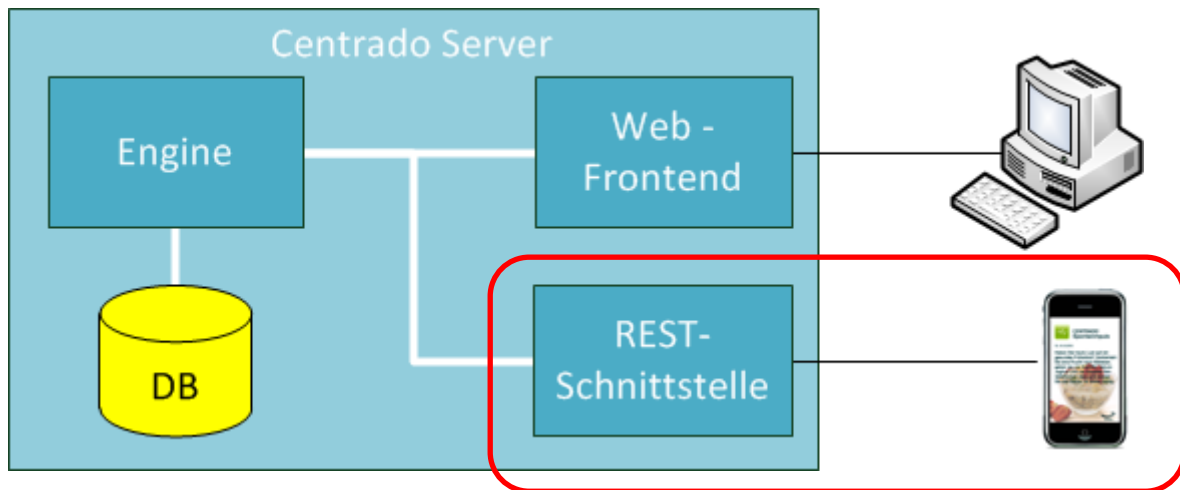 Centrado Server
Engine
Web -
Frontend
REST-
Schnittstelle
DB